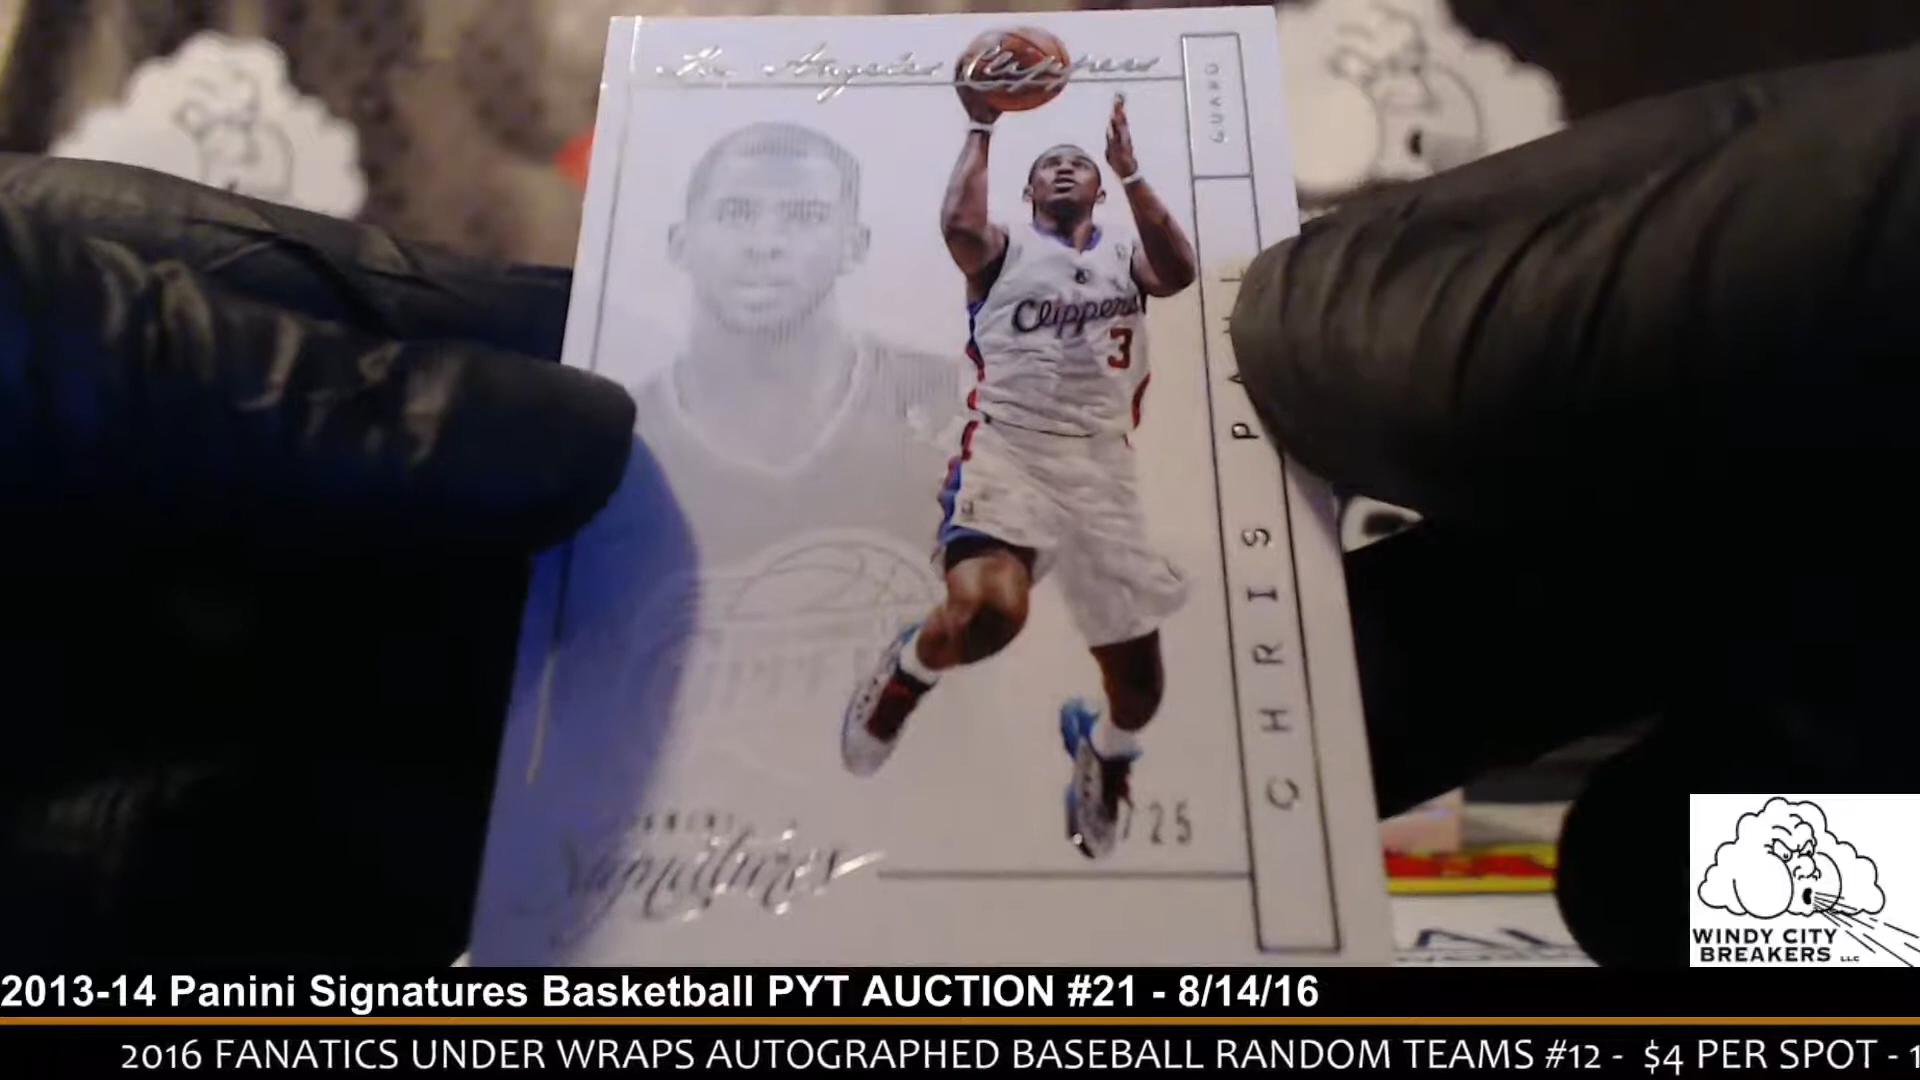 Los Angeles Clippers
GUARD
Clippers
3
CHRIS PAUL
/25
PANINI
Signatures
WINDY CITY
BREAKERS LLC
2013-14 Panini Signatures Basketball PYT AUCTION #21 - 8/14/16
2016 FANATICS UNDER WRAPS AUTOGRAPHED BASEBALL RANDOM TEAMS #12 - $4 PER SPOT - 1